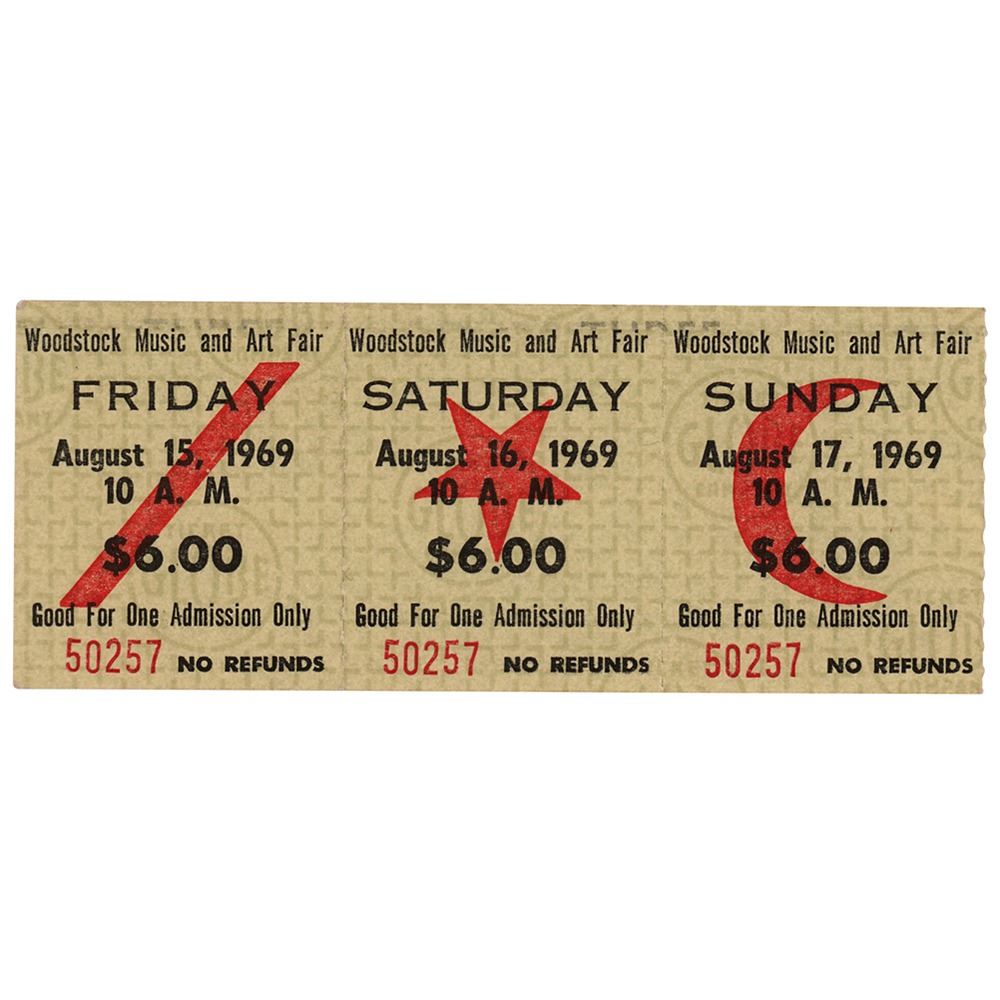 Woodstock Music and Art Fair
FRIDAY
August 15, 1969
10 A. M.
$6.00
Good For One Admission Only
50257 NO REFUNDS
Woodstock Music and Art Fair
SATURDAY
August 16, 1969
10 A. M.
$6.00
Good For One Admission Only
50257 NO REFUNDS
Woodstock Music and Art Fair
SUNDAY
August 17, 1969
10 A. M.
$6.00
Good For One Admission Only
50257 NO REFUNDS